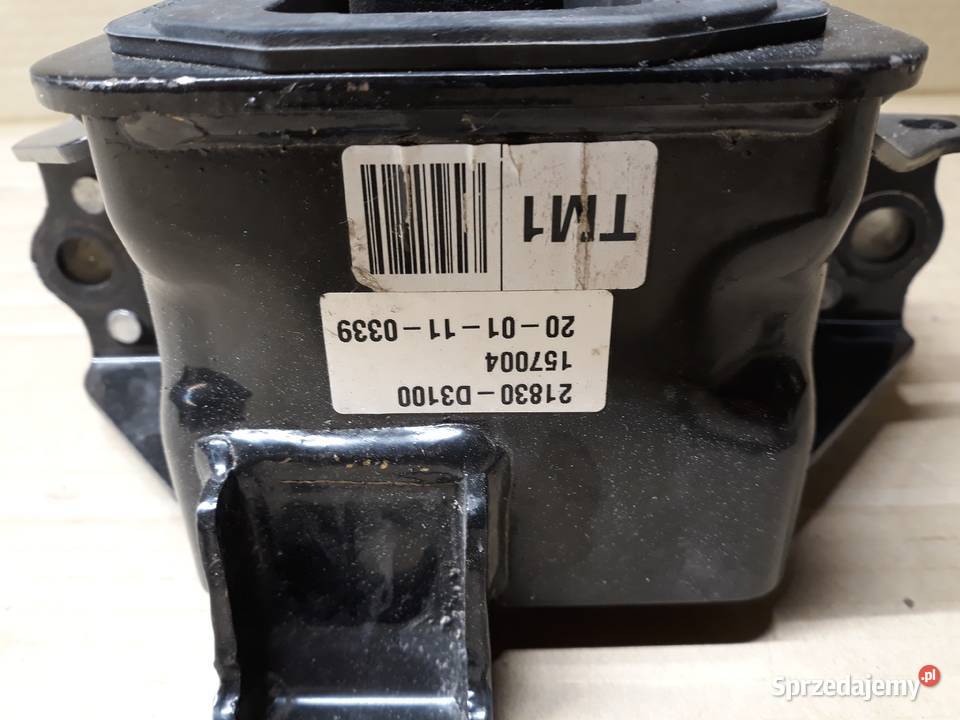 21830-D3100
157004
20-01-11-0339
TM1
Sprzedajemy.pl